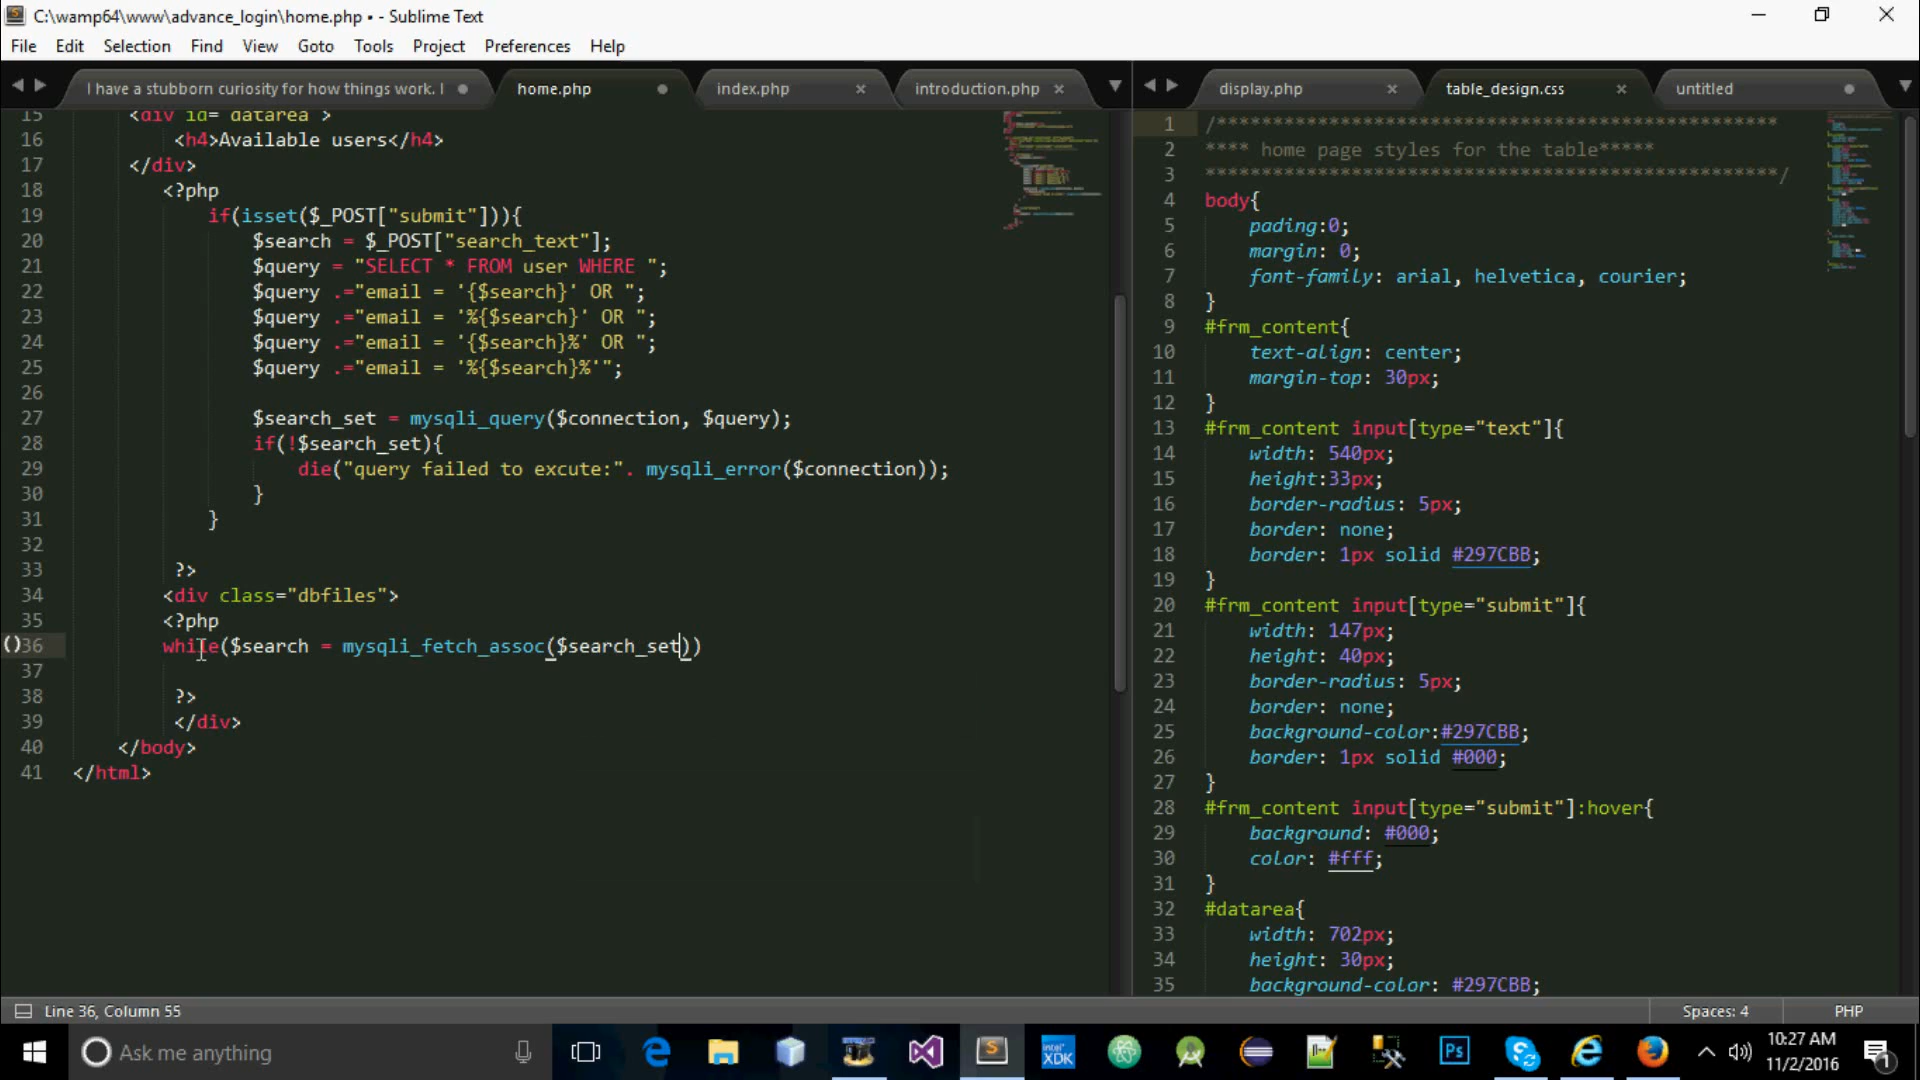 C:\wamp64\www\advance_login\home.php • - Sublime Text
File Edit Selection Find View Goto Tools Project Preferences Help
I have a stubborn curiosity for how things work. I home.php index.php introduction.php display.php table_design.css untitled
15 <div id="datarea">
16 <h4>Available users</h4>
17 </div>
18 <?php
19 if(isset($_POST["submit"])){
20 $search = $_POST["search_text"];
21 $query = "SELECT * FROM user WHERE ";
22 $query .="email = '{$search}' OR ";
23 $query .="email = '%{$search}' OR ";
24 $query .="email = '{$search}%' OR ";
25 $query .="email = '%{$search}%'";
26
27 $search_set = mysqli_query($connection, $query);
28 if(!$search_set){
29 die("query failed to excute:". mysqli_error($connection));
30 }
31 }
32
33 ?>
34 <div class="dbfiles">
35 <?php
36 while($search = mysqli_fetch_assoc($search_set))
37
38 ?>
39 </div>
40 </body>
41 </html>
1 /**************************************************
2 **** home page styles for the table*****
3 ***************************************************/
4 body{
5 pading:0;
6 margin: 0;
7 font-family: arial, helvetica, courier;
8 }
9 #frm_content{
10 text-align: center;
11 margin-top: 30px;
12 }
13 #frm_content input[type="text"]{
14 width: 540px;
15 height:33px;
16 border-radius: 5px;
17 border: none;
18 border: 1px solid #297CBB;
19 }
20 #frm_content input[type="submit"]{
21 width: 147px;
22 height: 40px;
23 border-radius: 5px;
24 border: none;
25 background-color:#297CBB;
26 border: 1px solid #000;
27 }
28 #frm_content input[type="submit"]:hover{
29 background: #000;
30 color: #fff;
31 }
32 #datarea{
33 width: 702px;
34 height: 30px;
35 background-color: #297CBB;
Line 36, Column 55 Spaces: 4 PHP
Ask me anything
intel XDK
Ps
10:27 AM
11/2/2016
1